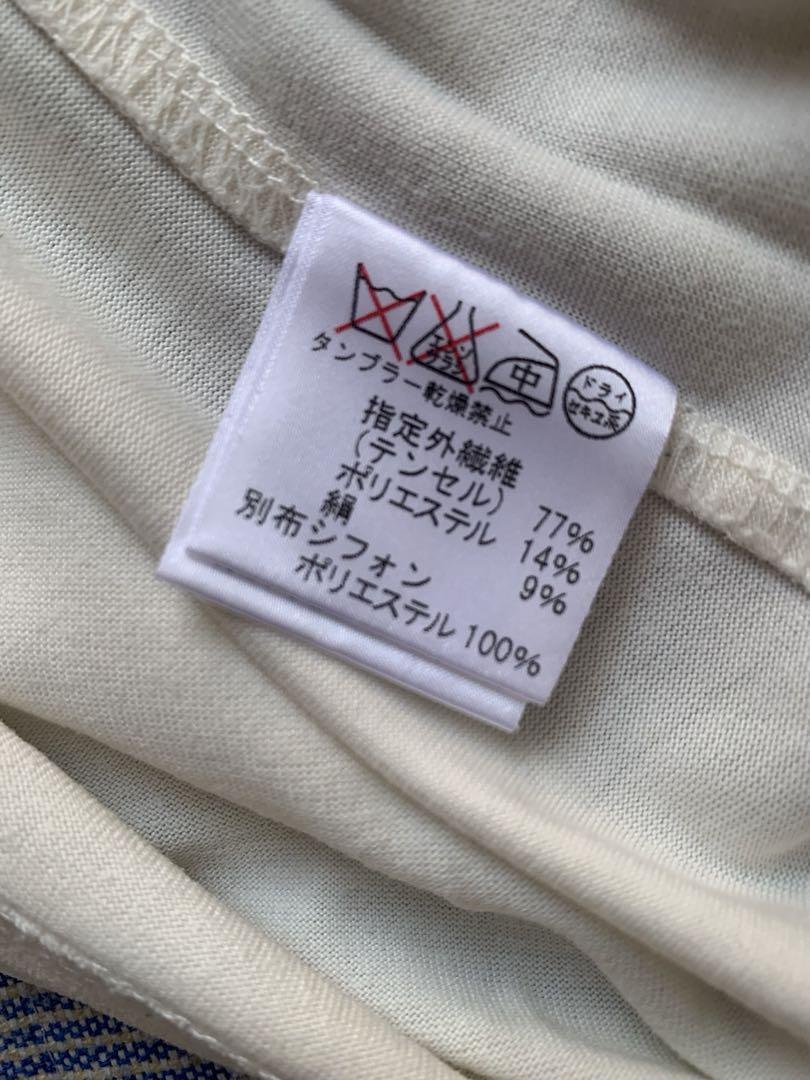 エンソ
サラシ
中
ドライ
セキユ系
タンブラー乾燥禁止
指定外繊維
(テンセル) 77%
ポリエステル 14%
絹 9%
別布シフォン
ポリエステル 100%